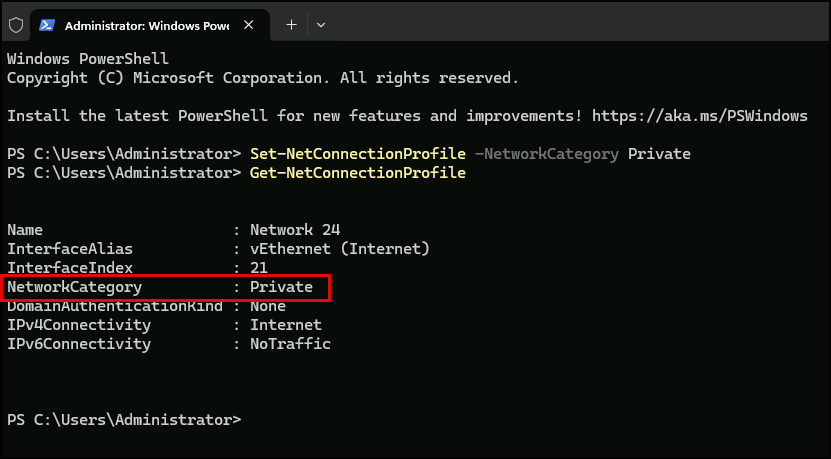 Administrator: Windows Powe
Windows PowerShell
Copyright (C) Microsoft Corporation. All rights reserved.
Install the latest PowerShell for new features and improvements! https://aka.ms/PSWindows
PS C:\Users\Administrator> Set-NetConnectionProfile -NetworkCategory Private
PS C:\Users\Administrator> Get-NetConnectionProfile
Name                     : Network 24
InterfaceAlias           : vEthernet (Internet)
InterfaceIndex           : 21
NetworkCategory          : Private
DomainAuthenticationKind : None
IPv4Connectivity         : Internet
IPv6Connectivity         : NoTraffic
PS C:\Users\Administrator>